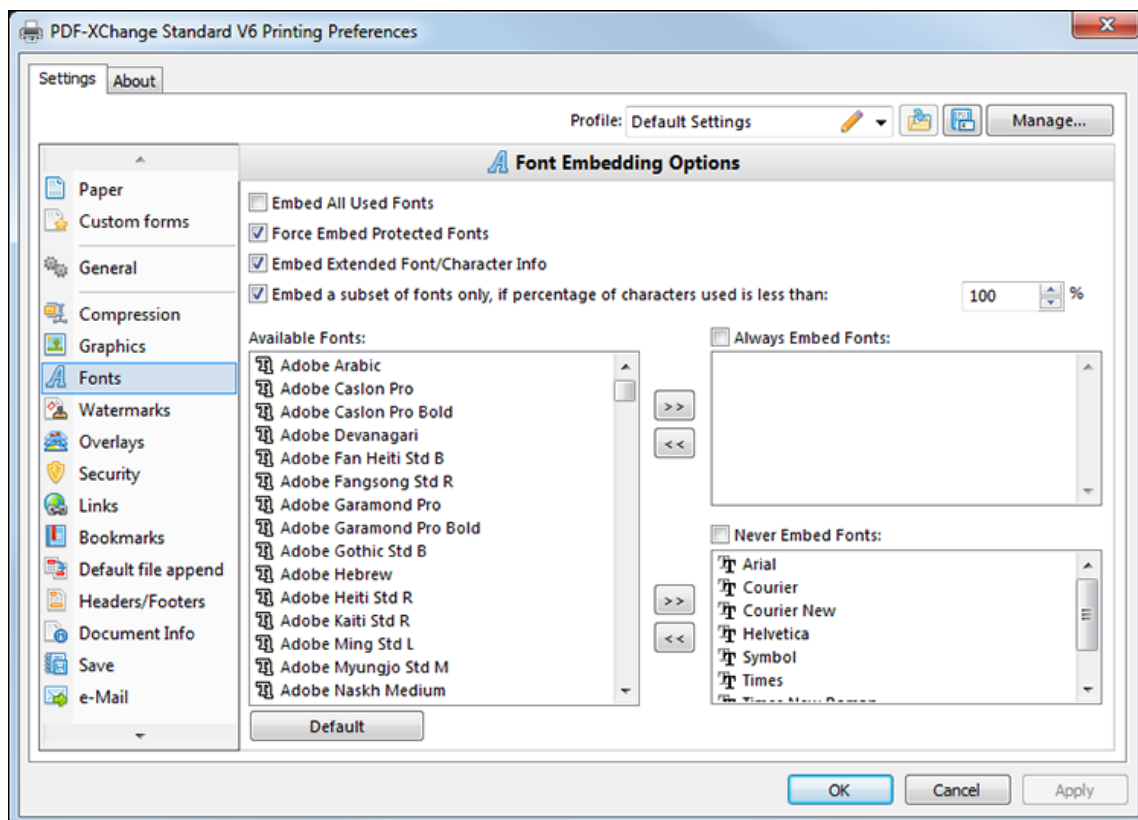 PDF-XChange Standard V6 Printing Preferences
Settings
About
Profile: Default Settings
Manage...
Paper
Custom forms
General
Compression
Graphics
Fonts
Watermarks
Overlays
Security
Links
Bookmarks
Default file append
Headers/Footers
Document Info
Save
e-Mail
Font Embedding Options
Embed All Used Fonts
Force Embed Protected Fonts
Embed Extended Font/Character Info
Embed a subset of fonts only, if percentage of characters used is less than: 100 %
Available Fonts:
Adobe Arabic
Adobe Caslon Pro
Adobe Caslon Pro Bold
Adobe Devanagari
Adobe Fan Heiti Std B
Adobe Fangsong Std R
Adobe Garamond Pro
Adobe Garamond Pro Bold
Adobe Gothic Std B
Adobe Hebrew
Adobe Heiti Std R
Adobe Kaiti Std R
Adobe Ming Std L
Adobe Myungjo Std M
Adobe Naskh Medium
Default
>>
<<
Always Embed Fonts:
>>
<<
Never Embed Fonts:
Arial
Courier
Courier New
Helvetica
Symbol
Times
Times New Roman
OK
Cancel
Apply